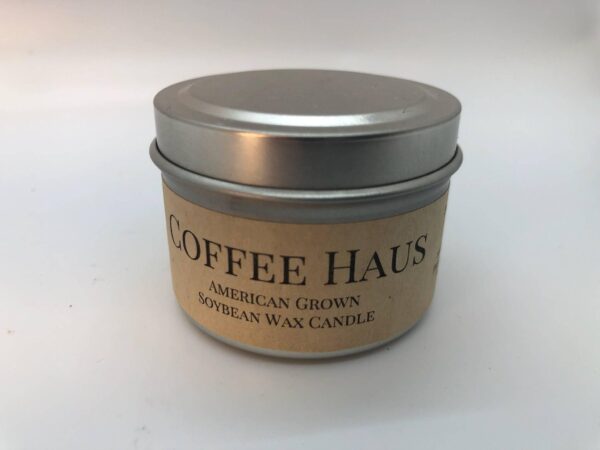 Coffee Haus
American Grown
Soybean Wax Candle